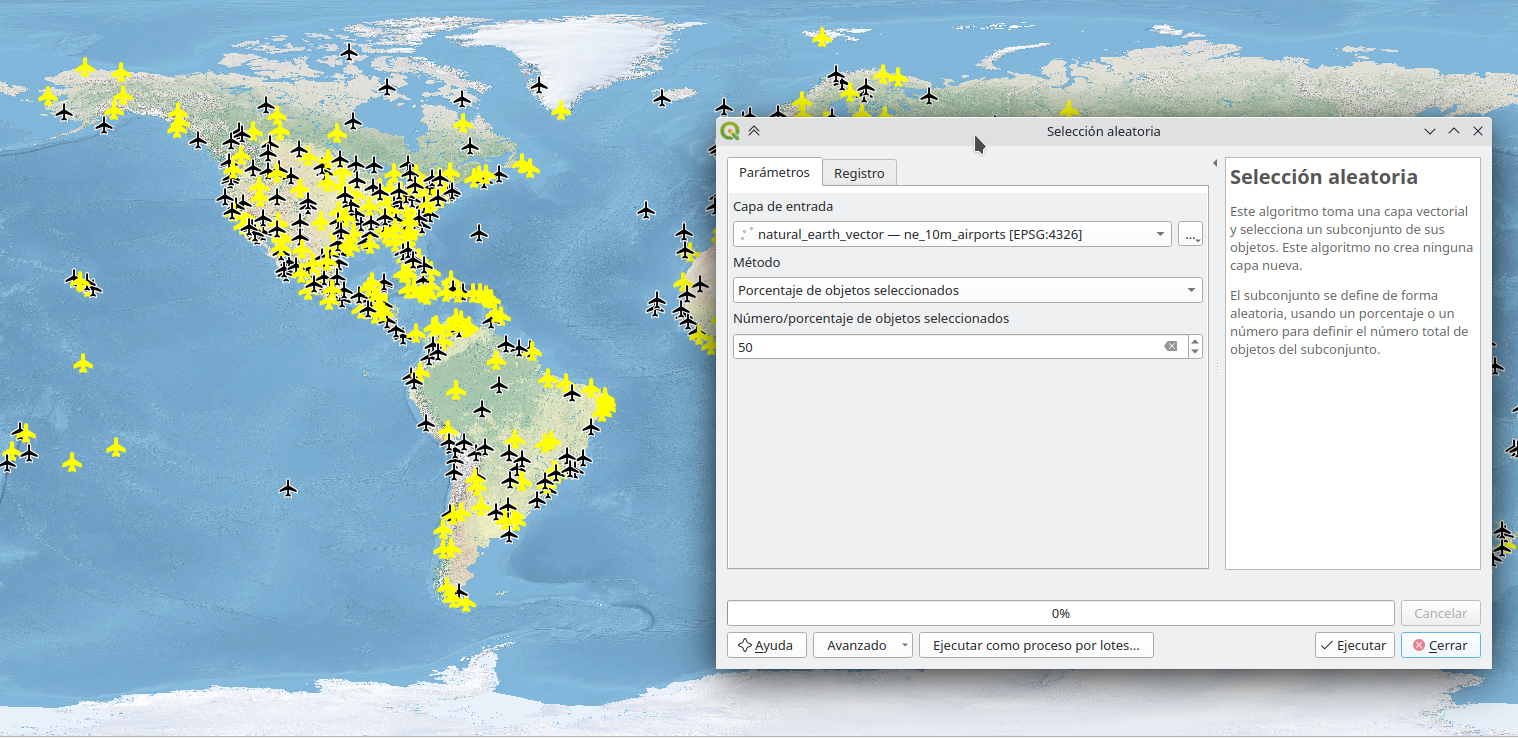 Selección aleatoria
Parámetros
Registro
Capa de entrada
natural_earth_vector — ne_10m_airports [EPSG:4326]
...
Método
Porcentaje de objetos seleccionados
Número/porcentaje de objetos seleccionados
50
Selección aleatoria
Este algoritmo toma una capa vectorial
y selecciona un subconjunto de sus
objetos. Este algoritmo no crea ninguna
capa nueva.
El subconjunto se define de forma
aleatoria, usando un porcentaje o un
número para definir el número total de
objetos del subconjunto.
0%
Cancelar
Ayuda
Avanzado
Ejecutar como proceso por lotes...
Ejecutar
Cerrar